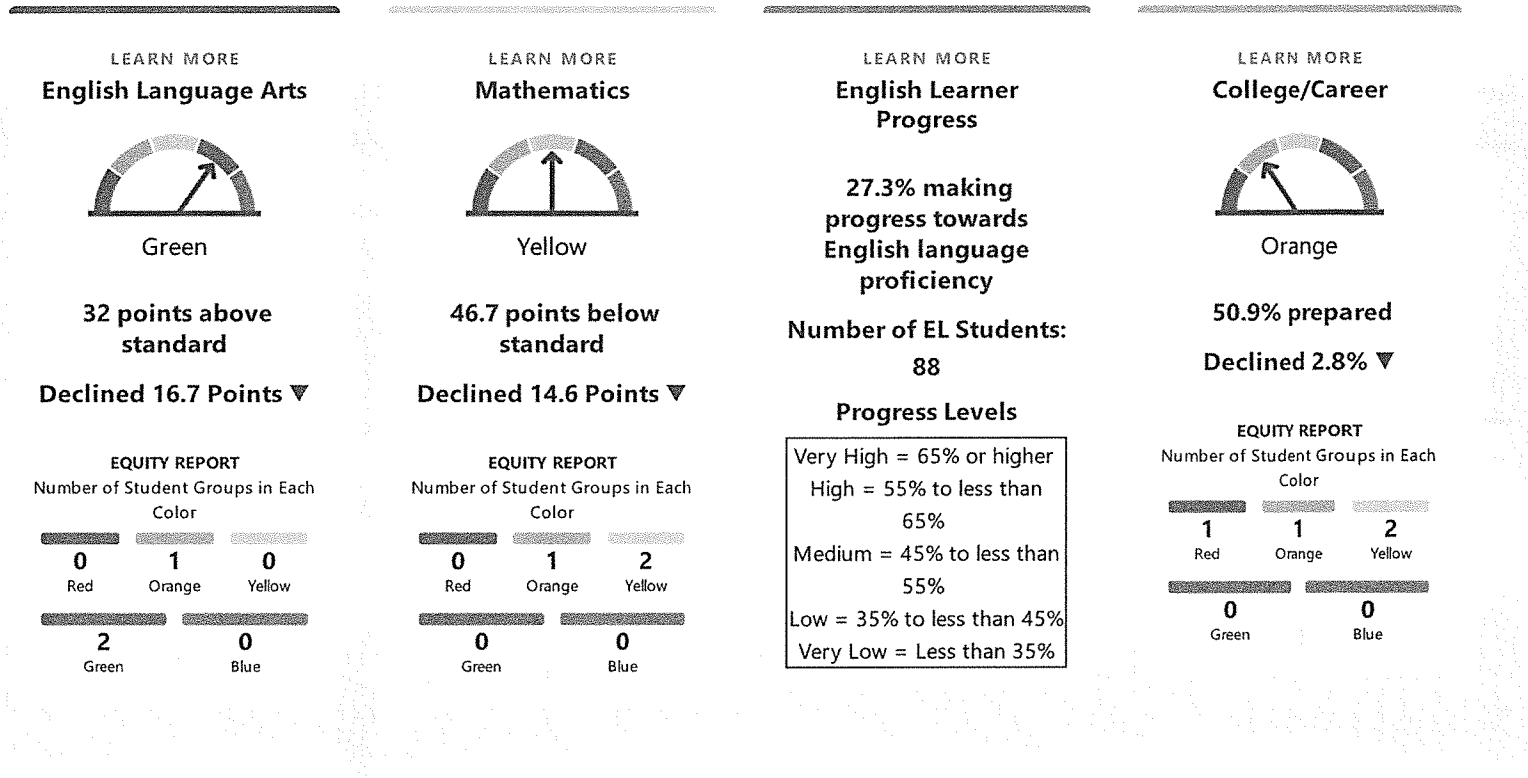 LEARN MORE
English Language Arts
Green
32 points above
standard
Declined 16.7 Points ▼
EQUITY REPORT
Number of Student Groups in Each
Color
0
Red
1
Orange
0
Yellow
2
Green
0
Blue
LEARN MORE
Mathematics
Yellow
46.7 points below
standard
Declined 14.6 Points ▼
EQUITY REPORT
Number of Student Groups in Each
Color
0
Red
1
Orange
2
Yellow
0
Green
0
Blue
LEARN MORE
English Learner
Progress
27.3% making
progress towards
English language
proficiency
Number of EL Students:
88
Progress Levels
Very High = 65% or higher
High = 55% to less than
65%
Medium = 45% to less than
55%
Low = 35% to less than 45%
Very Low = Less than 35%
LEARN MORE
College/Career
Orange
50.9% prepared
Declined 2.8% ▼
EQUITY REPORT
Number of Student Groups in Each
Color
1
Red
1
Orange
2
Yellow
0
Green
0
Blue